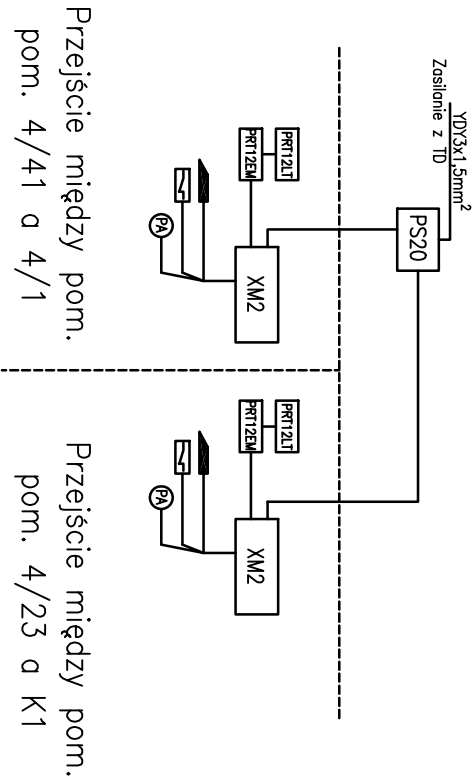 YDY3x1,5mm²
Zasilanie z TD
PS20
PRT12LT
PRT12EM
XM2
PA
Przejście między pom.
pom. 4/41 a 4/1
PRT12LT
PRT12EM
XM2
PA
Przejście między pom.
pom. 4/23 a K1